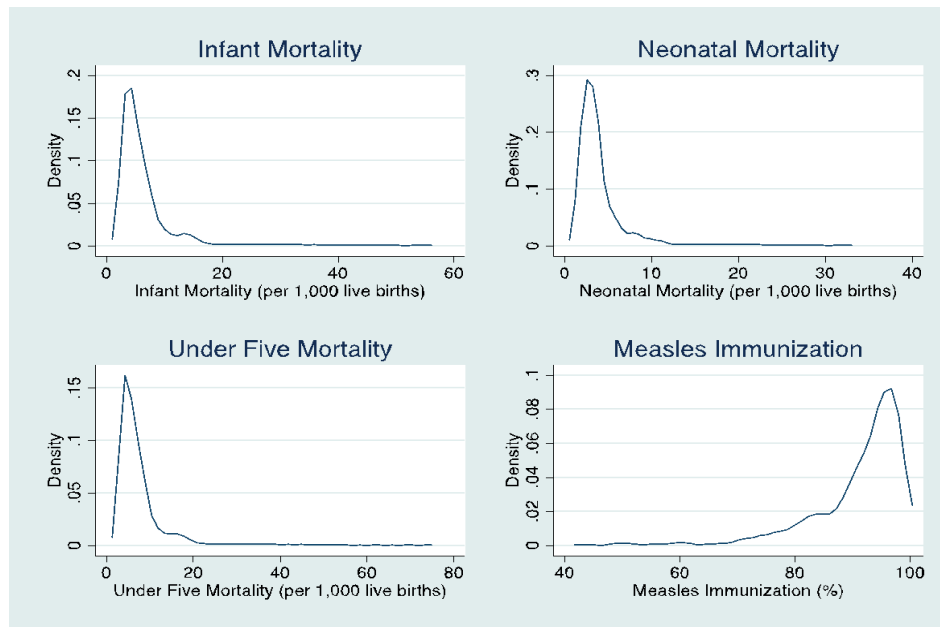 Infant Mortality
.2
.15
.1
.05
0
Density
0 20 40 60
Infant Mortality (per 1,000 live births)
Neonatal Mortality
.3
.2
.1
0
Density
0 10 20 30 40
Neonatal Mortality (per 1,000 live births)
Under Five Mortality
.15
.1
.05
0
Density
0 20 40 60 80
Under Five Mortality (per 1,000 live births)
Measles Immunization
.1
.08
.06
.04
.02
0
Density
40 60 80 100
Measles Immunization (%)